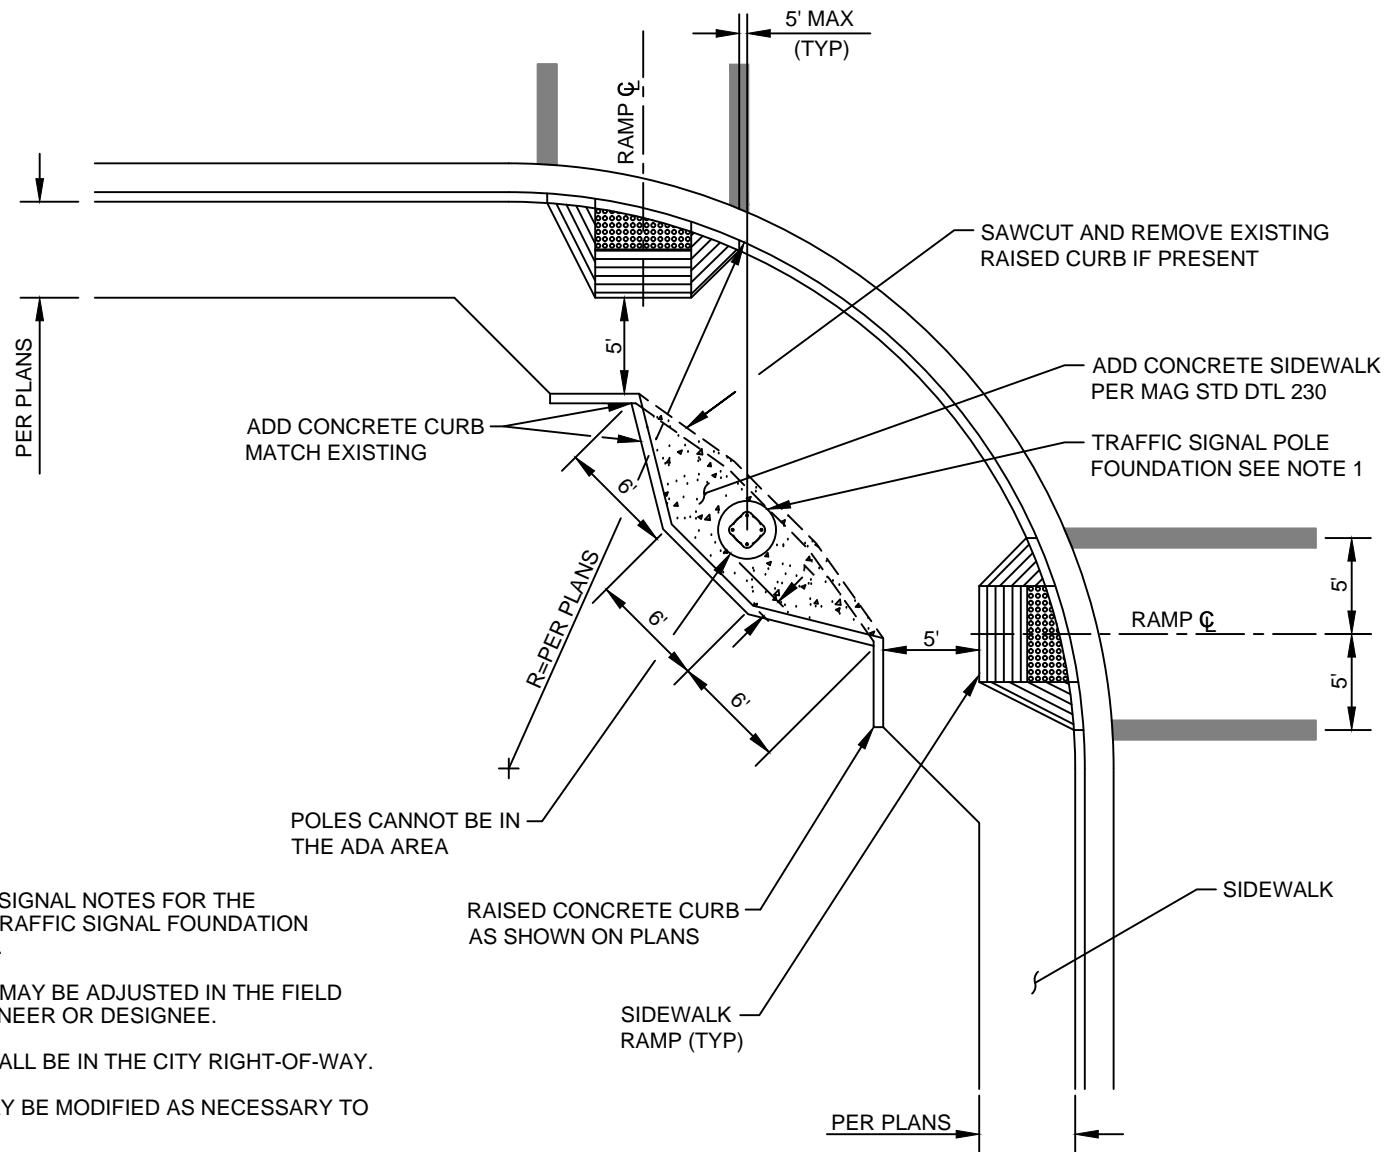 5' MAX
(TYP)
RAMP ℄
SAWCUT AND REMOVE EXISTING
RAISED CURB IF PRESENT
PER PLANS
5'
ADD CONCRETE SIDEWALK
PER MAG STD DTL 230
ADD CONCRETE CURB
MATCH EXISTING
TRAFFIC SIGNAL POLE
FOUNDATION SEE NOTE 1
6'
6'
6'
R=PER PLANS
5'
RAMP ℄
5'
5'
POLES CANNOT BE IN
THE ADA AREA
RAISED CONCRETE CURB
AS SHOWN ON PLANS
SIDEWALK
SIDEWALK
RAMP (TYP)
PER PLANS
SIGNAL NOTES FOR THE
RAFFIC SIGNAL FOUNDATION
MAY BE ADJUSTED IN THE FIELD
NEER OR DESIGNEE.
ALL BE IN THE CITY RIGHT-OF-WAY.
Y BE MODIFIED AS NECESSARY TO